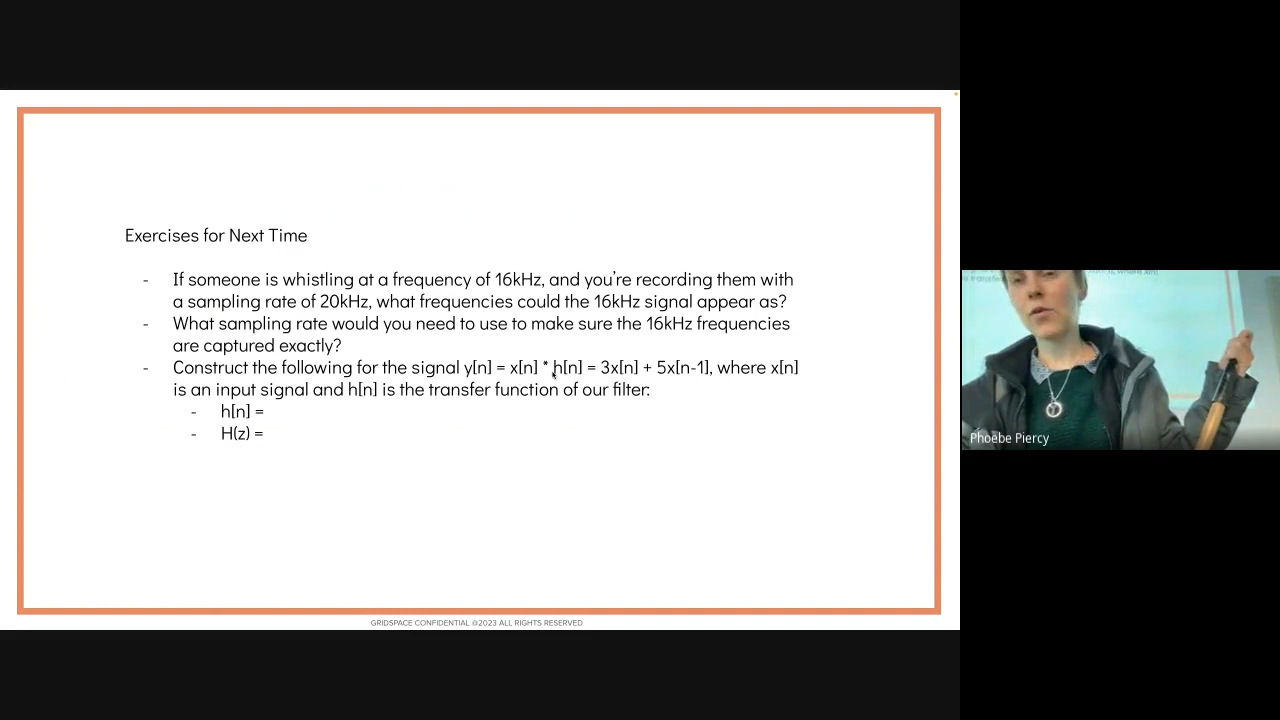 Exercises for Next Time
- If someone is whistling at a frequency of 16kHz, and you're recording them with
a sampling rate of 20kHz, what frequencies could the 16kHz signal appear as?
- What sampling rate would you need to use to make sure the 16kHz frequencies
are captured exactly?
- Construct the following for the signal y[n] = x[n] * h[n] = 3x[n] + 5x[n-1], where x[n]
is an input signal and h[n] is the transfer function of our filter:
- h[n] =
- H(z) =
GRIDSPACE CONFIDENTIAL @2023 ALL RIGHTS RESERVED
Phoebe Piercy